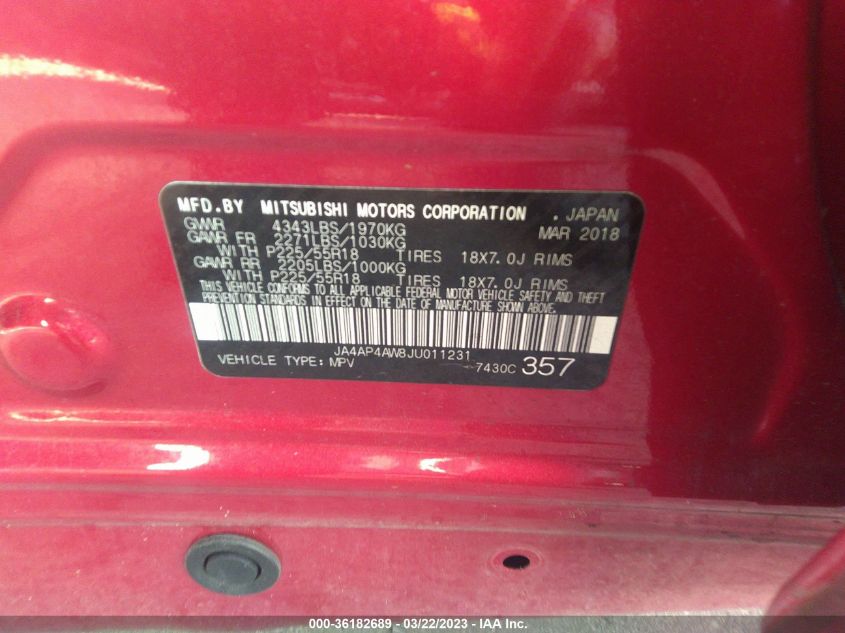 MFD.BY MITSUBISHI MOTORS CORPORATION . JAPAN
GVWR 4343LBS/1970KG MAR 2018
GAWR FR 2271LBS/1030KG
WITH P225/55R18 TIRES 18X7.0J RIMS
GAWR RR 2205LBS/1000KG
WITH P225/55R18 TIRES 18X7.0J RIMS
THIS VEHICLE CONFORMS TO ALL APPLICABLE FEDERAL MOTOR VEHICLE SAFETY AND THEFT
PREVENTION STANDARDS IN EFFECT ON THE DATE OF MANUFACTURE SHOWN ABOVE.
JA4AP4AW8JU011231
VEHICLE TYPE: MPV 7430C 357
000-36182689 - 03/22/2023 - IAA Inc.